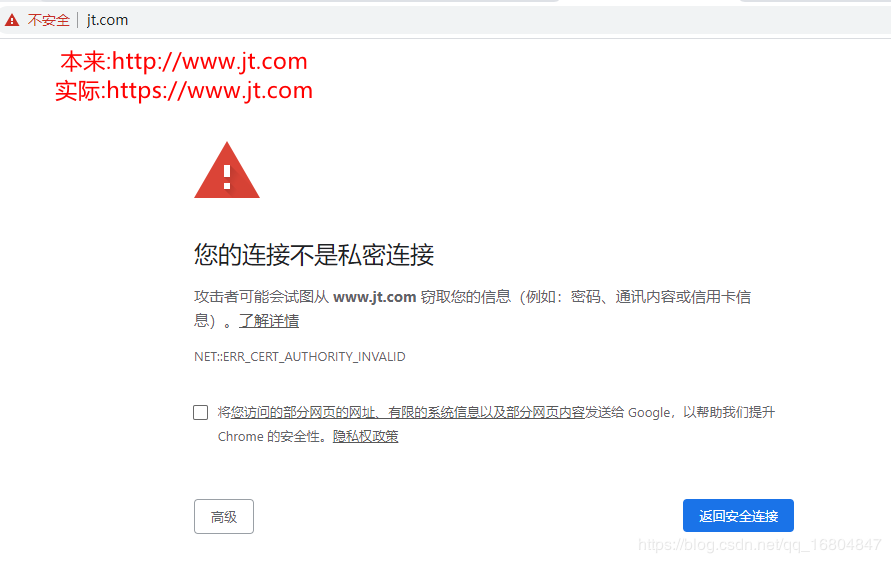 不安全 | jt.com
本来:http://www.jt.com
实际:https://www.jt.com
您的连接不是私密连接
攻击者可能会试图从 www.jt.com 窃取您的信息（例如：密码、通讯内容或信用卡信
息）。了解详情
NET::ERR_CERT_AUTHORITY_INVALID
将您访问的部分网页的网址、有限的系统信息以及部分网页内容发送给 Google，以帮助我们提升
Chrome 的安全性。隐私权政策
高级
返回安全连接
https://blog.csdn.net/qq_16804847